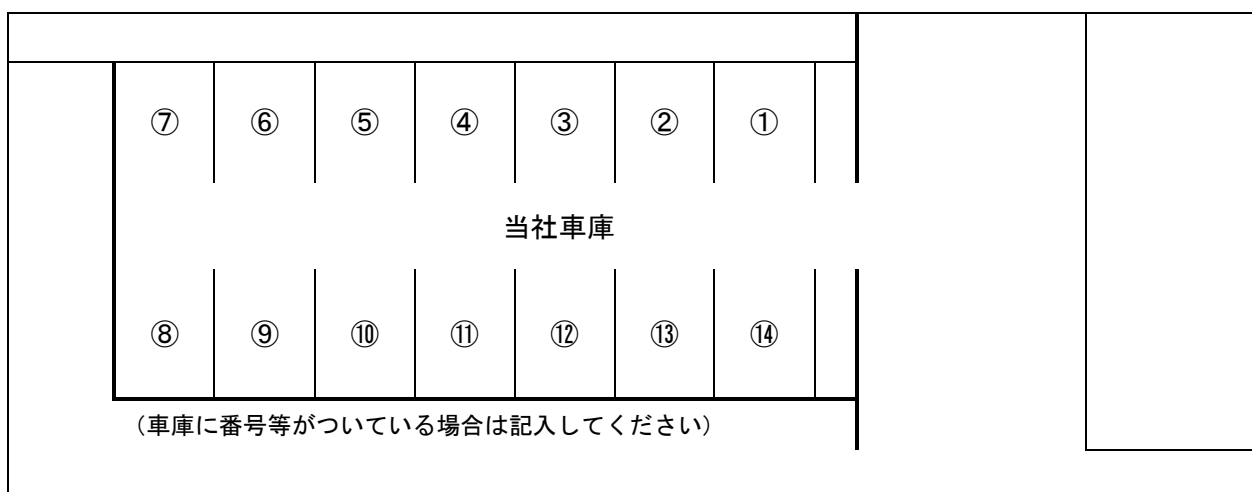 ⑦ ⑥ ⑤ ④ ③ ② ①
当社車庫
⑧ ⑨ ⑩ ⑪ ⑫ ⑬ ⑭
(車庫に番号等がついている場合は記入してください)